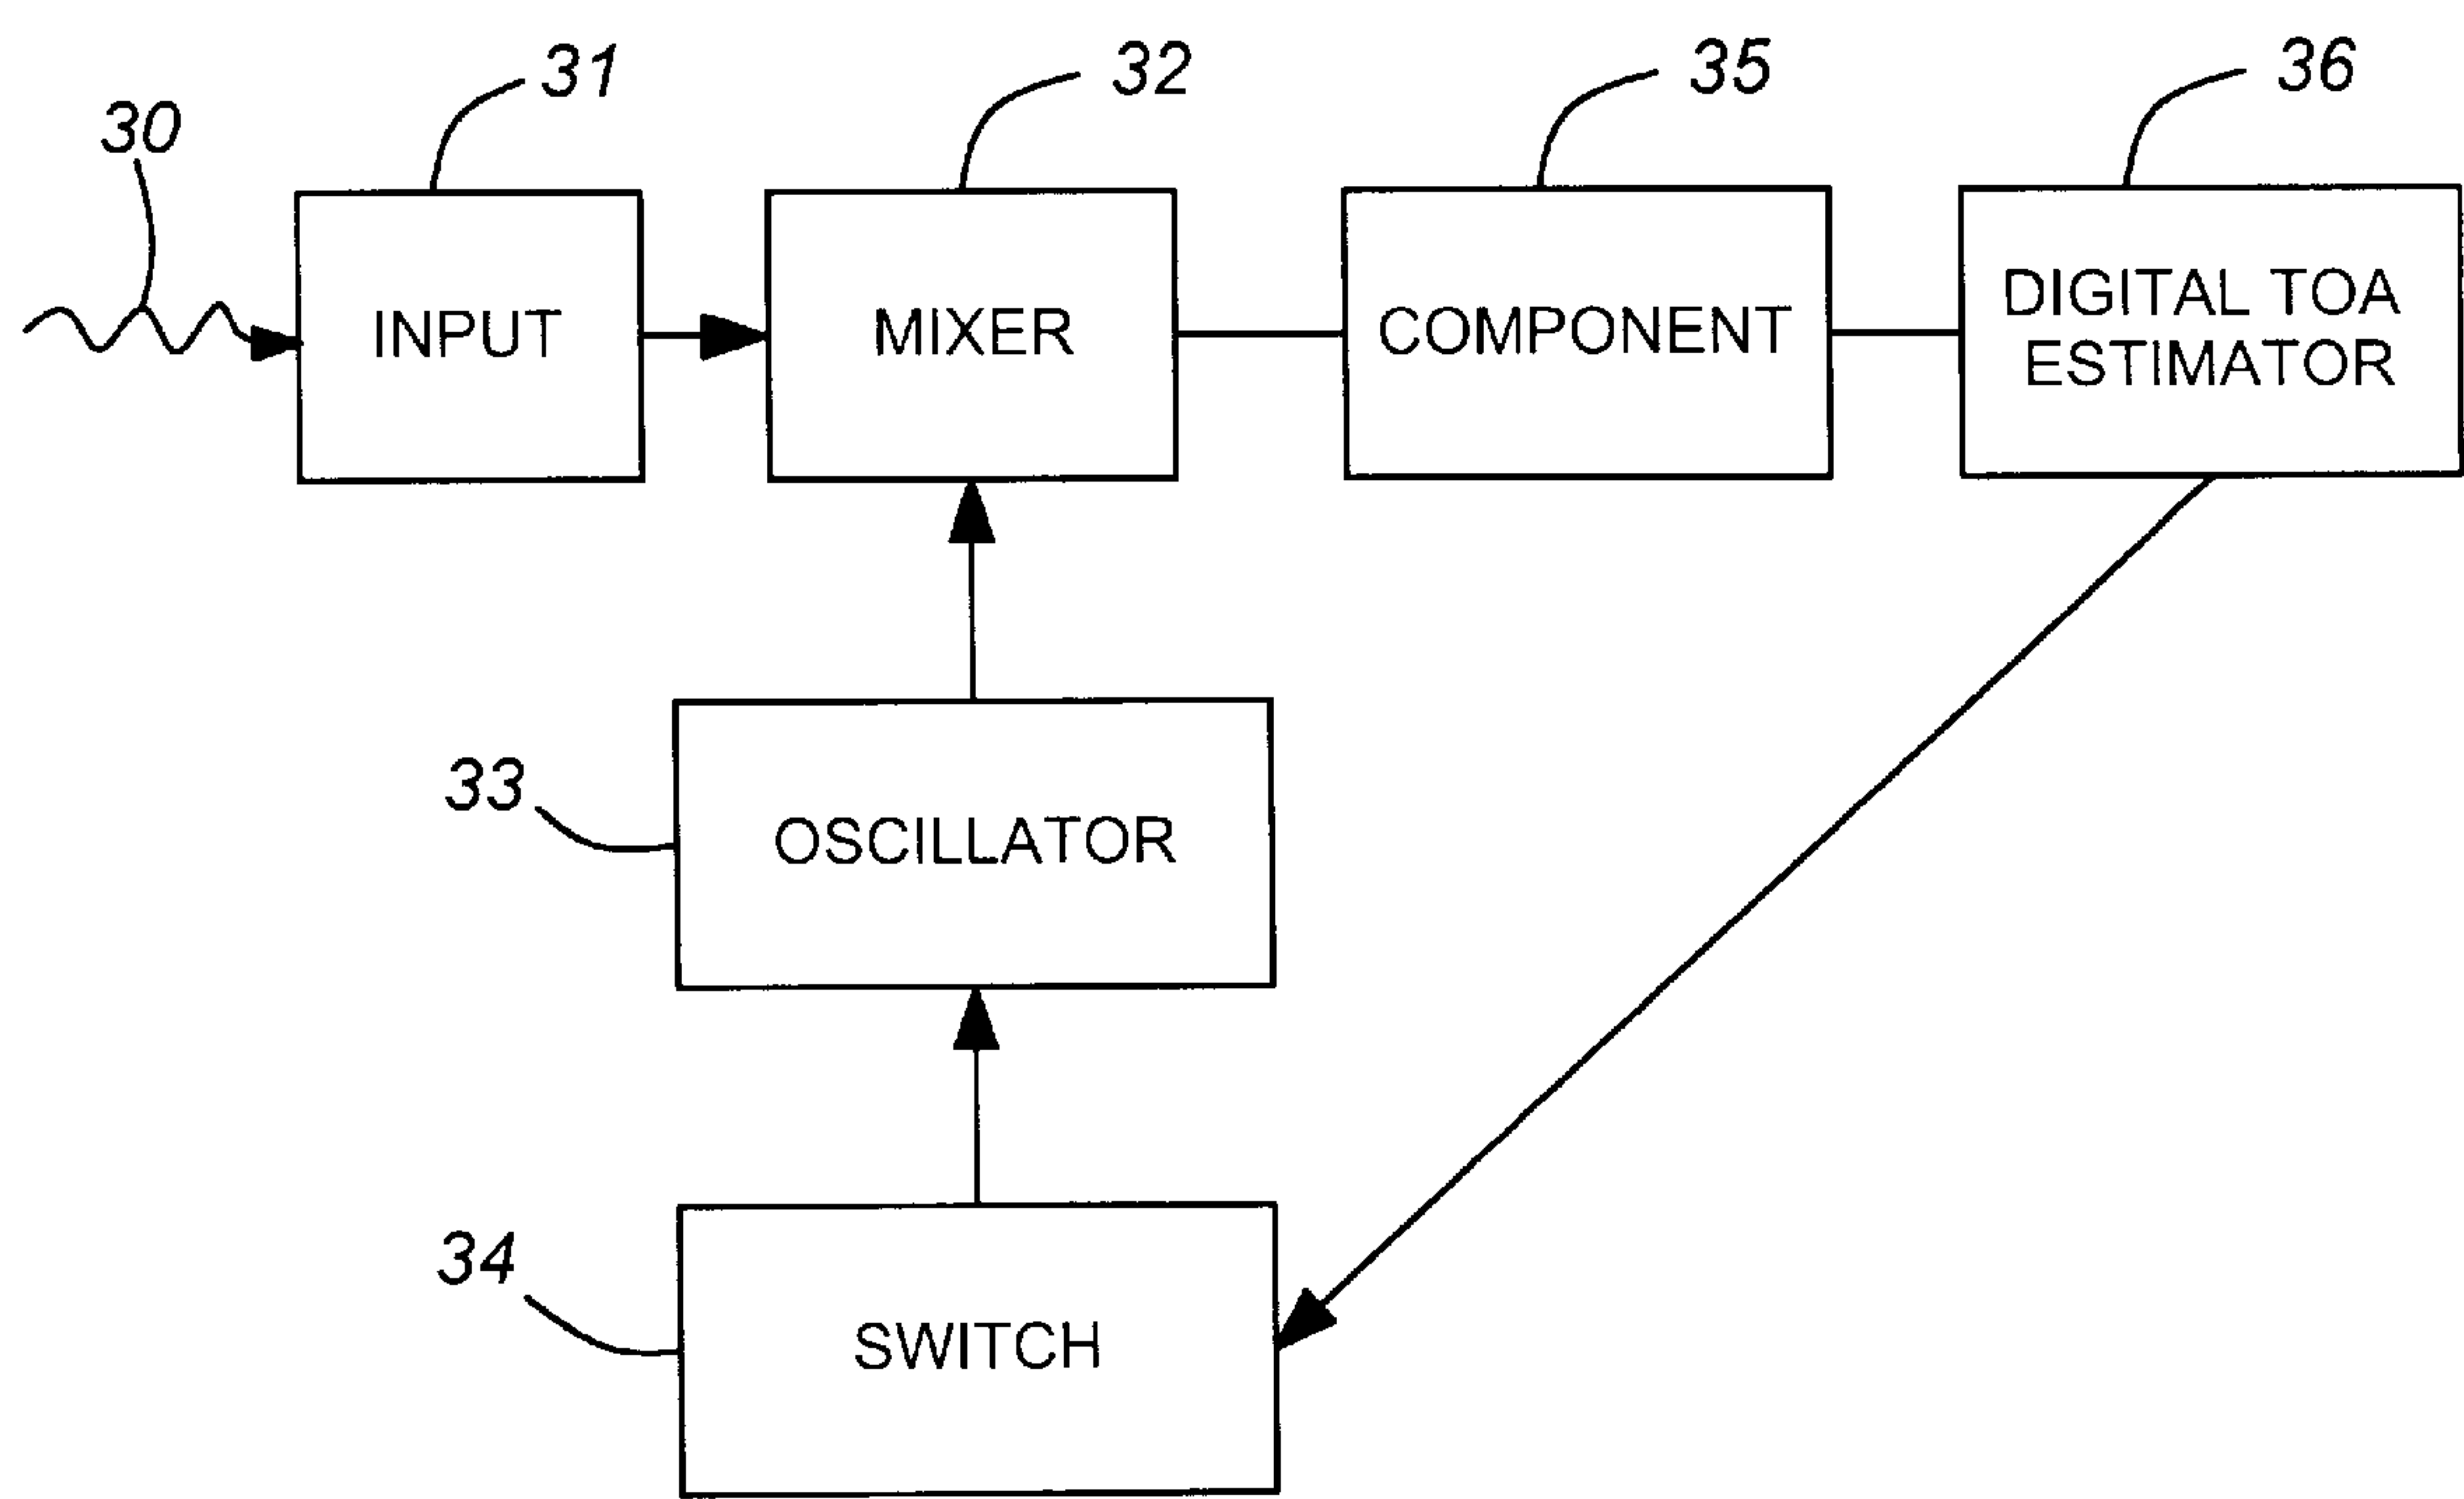 30
31
32
35
36
INPUT
MIXER
COMPONENT
DIGITAL TOA
ESTIMATOR
33
OSCILLATOR
34
SWITCH